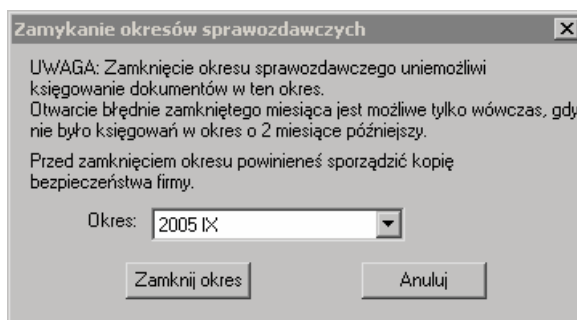 Zamykanie okresów sprawozdawczych
UWAGA: Zamknięcie okresu sprawozdawczego uniemożliwi
księgowanie dokumentów w ten okres.
Otwarcie błędnie zamkniętego miesiąca jest możliwe tylko wówczas, gdy
nie było księgowań w okres o 2 miesiące późniejszy.
Przed zamknięciem okresu powinieneś sporządzić kopię
bezpieczeństwa firmy.
Okres: 2005 IX
Zamknij okres Anuluj